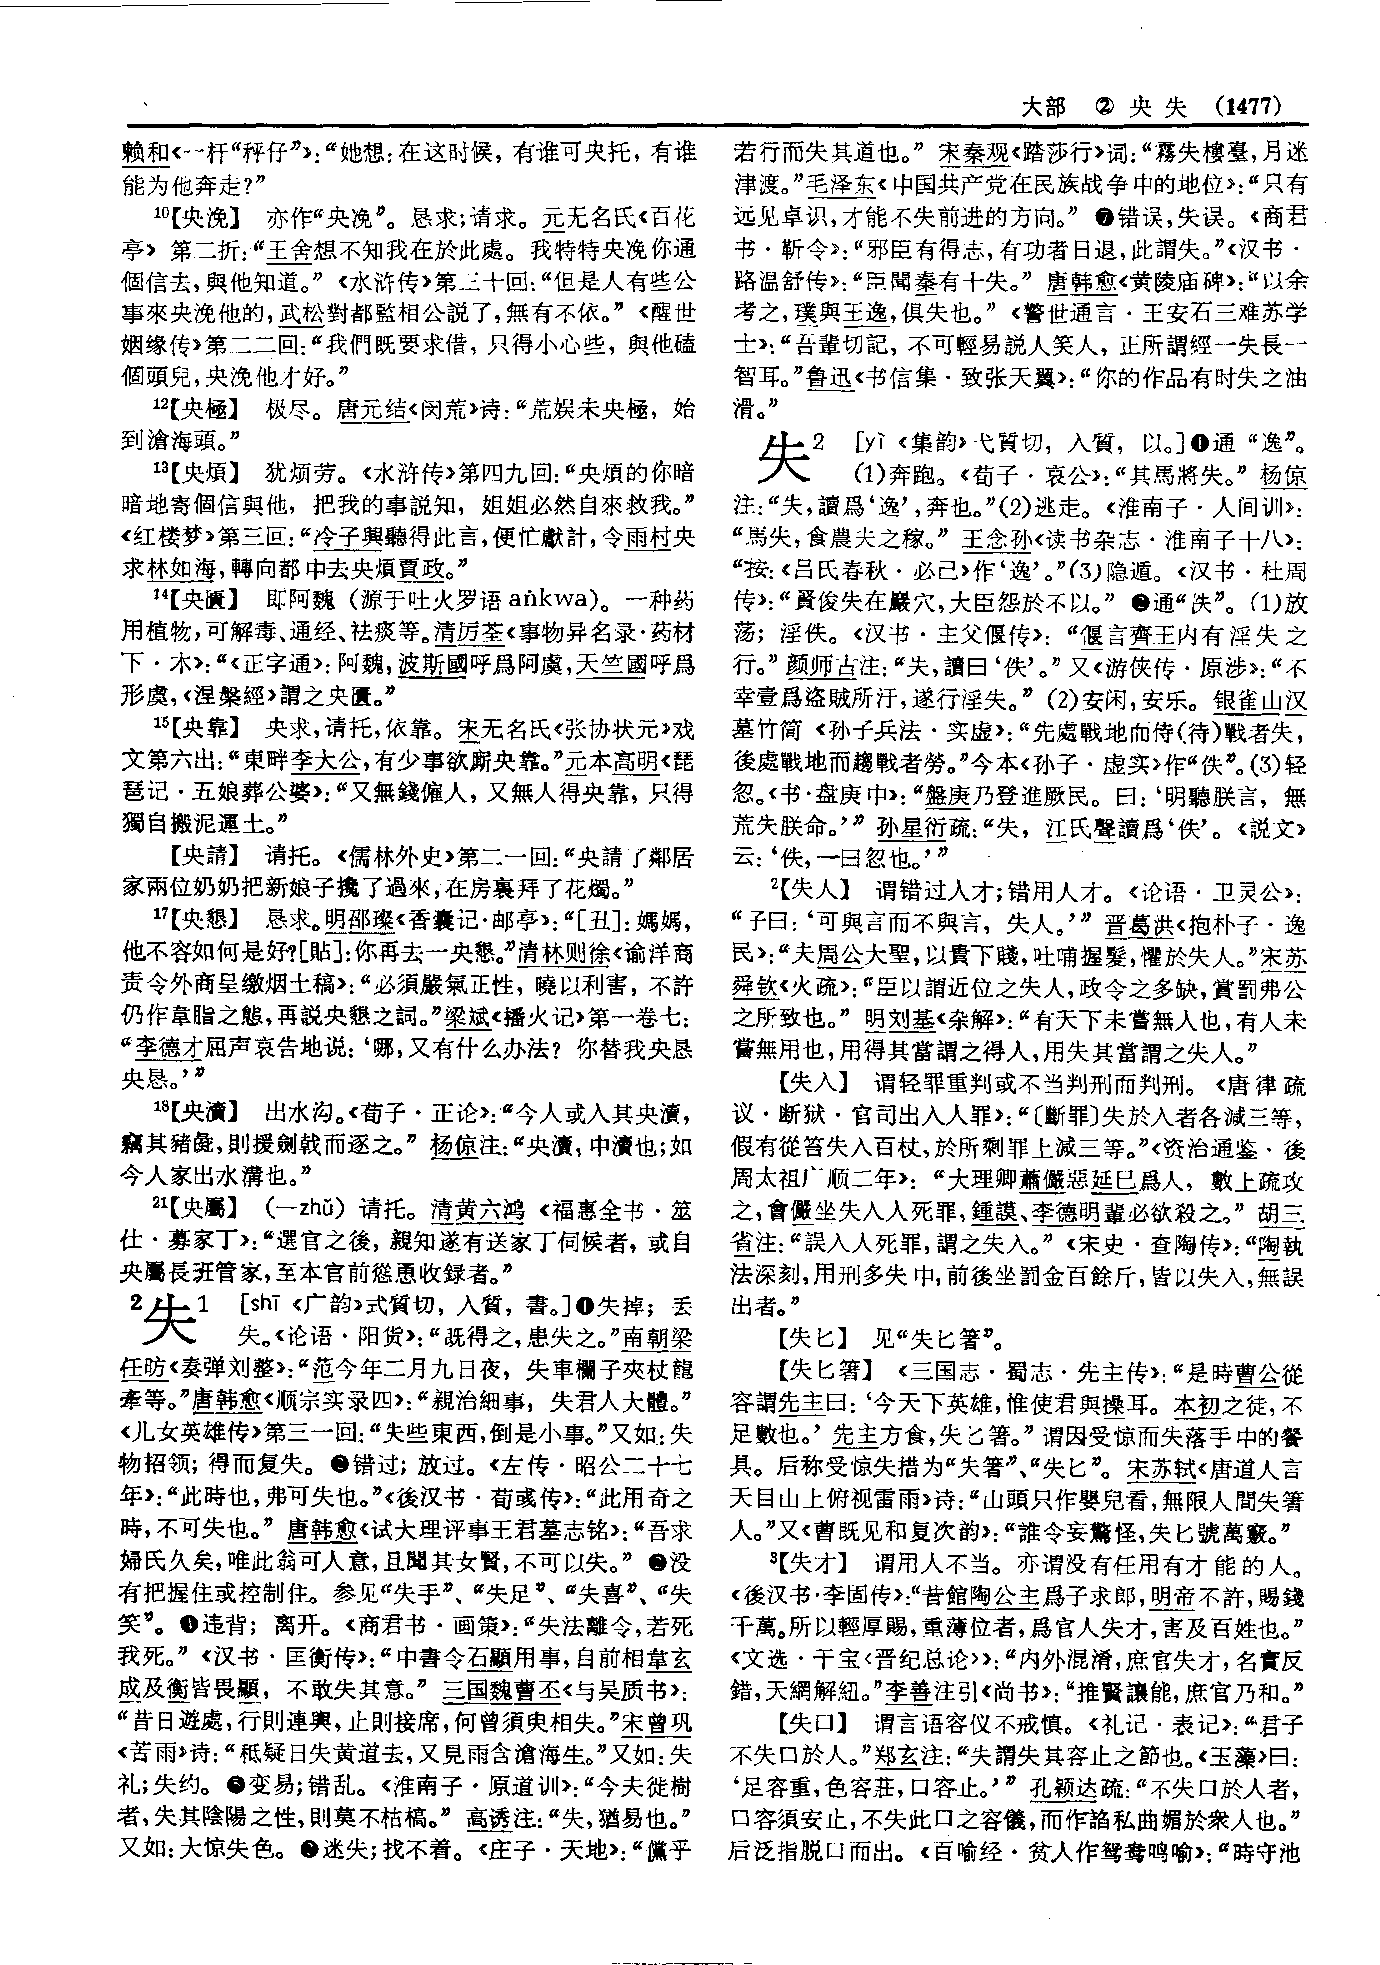 大部　② 央 失　(1477)
赖和《一杆“秤仔”》：“她想：在这时候，有谁可央托，有谁
能为他奔走？”
10【央浼】　亦作“央凂”。恳求；请求。元无名氏《百花
亭》第二折：“王舍想不知我在於此處。我特特央浼你通
個信去，與他知道。”《水浒传》第三十回：“但是人有些公
事來央浼他的，武松對都監相公説了，無有不依。”《醒世
姻缘传》第二二回：“我們既要求借，只得小心些，與他磕
個頭兒，央浼他才好。”
12【央極】　极尽。唐元结《闵荒》诗：“荒娱未央極，始
到滄海頭。”
13【央煩】　犹烦劳。《水浒传》第四九回：“央煩的你暗
暗地寄個信與他，把我的事説知，姐姐必然自來救我。”
《红楼梦》第三回：“冷子興聽得此言，便忙獻計，令雨村央
求林如海，轉向都中去央煩賈政。”
14【央匱】　即阿魏（源于吐火罗语 aṅkwa）。一种药
用植物，可解毒、通经、祛痰等。清厉荃《事物异名录·药材
下·木》：“《正字通》：阿魏，波斯國呼爲阿虞，天竺國呼爲
形虞，《涅槃經》謂之央匱。”
15【央靠】　央求，请托，依靠。宋无名氏《张协状元》戏
文第六出：“東畔李大公，有少事欲厮央靠。”元本高明《琵
琶记·五娘葬公婆》：“又無錢僱人，又無人得央靠，只得
獨自搬泥運土。”
【央請】　请托。《儒林外史》第二一回：“央請了鄰居
家兩位奶奶把新娘子攙了過來，在房裏拜了花燭。”
17【央懇】　恳求。明邵璨《香囊记·邮亭》：“[丑]：媽媽，
他不容如何是好？[貼]：你再去一央懇。”清林则徐《谕洋商
责令外商呈缴烟土稿》：“必須嚴氣正性，曉以利害，不許
仍作韋脂之態，再説央懇之詞。”梁斌《播火记》第一卷七：
“李德才屈声哀告地说：‘哪，又有什么办法？你替我央恳
央恳。’”
18【央瀆】　出水沟。《荀子·正论》：“今人或入其央瀆，
竊其豬彘，則援劍戟而逐之。”杨倞注：“央瀆，中瀆也；如
今人家出水溝也。”
21【央屬】　（—zhǔ）请托。清黄六鸿《福惠全书·筮
仕·募家丁》：“選官之後，親知遂有送家丁伺候者，或自
央屬長班管家，至本官前慫恿收録者。”
2失1　[shī《广韵》式質切，入質，書。]❶失掉；丢
失。《论语·阳货》：“既得之，患失之。”南朝梁
任昉《奏弹刘整》：“范今年二月九日夜，失車欄子夾杖龍
牽等。”唐韩愈《顺宗实录四》：“親治細事，失君人大體。”
《儿女英雄传》第三一回：“失些東西，倒是小事。”又如：失
物招领；得而复失。❷错过；放过。《左传·昭公二十七
年》：“此時也，弗可失也。”《後汉书·荀彧传》：“此用奇之
時，不可失也。”唐韩愈《试大理评事王君墓志铭》：“吾求
婦氏久矣，唯此翁可人意，且聞其女賢，不可以失。”❸没
有把握住或控制住。参见“失手”、“失足”、“失喜”、“失
笑”。❹违背；离开。《商君书·画策》：“失法離令，若死
我死。”《汉书·匡衡传》：“中書令石顯用事，自前相韋玄
成及衡皆畏顯，不敢失其意。”三国魏曹丕《与吴质书》：
“昔日遊處，行則連輿，止則接席，何曾須臾相失。”宋曾巩
《苦雨》诗：“秖疑日失黄道去，又見雨含滄海生。”又如：失
礼；失约。❺变易；错乱。《淮南子·原道训》：“今夫徙樹
者，失其陰陽之性，則莫不枯槁。”高诱注：“失，猶易也。”
又如：大惊失色。❻迷失；找不着。《庄子·天地》：“儻乎
若行而失其道也。”宋秦观《踏莎行》词：“霧失樓臺，月迷
津渡。”毛泽东《中国共产党在民族战争中的地位》：“只有
远见卓识，才能不失前进的方向。”❼错误，失误。《商君
书·靳令》：“邪臣有得志，有功者日退，此謂失。”《汉书·
路温舒传》：“臣聞秦有十失。”唐韩愈《黄陵庙碑》：“以余
考之，璞與王逸，俱失也。”《警世通言·王安石三难苏学
士》：“吾輩切記，不可輕易説人笑人，正所謂經一失長一
智耳。”鲁迅《书信集·致张天翼》：“你的作品有时失之油
滑。”
失2　[yì《集韵》弋質切，入質，以。]❶通“逸”。
(1)奔跑。《荀子·哀公》：“其馬將失。”杨倞
注：“失，讀爲‘逸’，奔也。”(2)逃走。《淮南子·人间训》：
“馬失，食農夫之稼。”王念孙《读书杂志·淮南子十八》：
“按：《吕氏春秋·必己》作‘逸’。”(3)隐遁。《汉书·杜周
传》：“賢俊失在巖穴，大臣怨於不以。”❷通“泆”。(1)放
荡；淫佚。《汉书·主父偃传》：“偃言齊王内有淫失之
行。”颜师古注：“失，讀曰‘佚’。”又《游侠传·原涉》：“不
幸壹爲盜賊所汙，遂行淫失。”(2)安闲，安乐。银雀山汉
墓竹简《孙子兵法·实虚》：“先處戰地而侍(待)戰者失，
後處戰地而趨戰者勞。”今本《孙子·虚实》作“佚”。(3)轻
忽。《书·盘庚中》：“盤庚乃登進厥民。曰：‘明聽朕言，無
荒失朕命。’”孙星衍疏：“失，江氏聲讀爲‘佚’。《説文》
云：‘佚，一曰忽也。’”
2【失人】　谓错过人才；错用人才。《论语·卫灵公》：
“子曰：‘可與言而不與言，失人。’”晋葛洪《抱朴子·逸
民》：“夫周公大聖，以貴下賤，吐哺握髮，懼於失人。”宋苏
舜钦《火疏》：“臣以謂近位之失人，政令之多缺，賞罰弗公
之所致也。”明刘基《杂解》：“有天下未嘗無人也，有人未
嘗無用也，用得其當謂之得人，用失其當謂之失人。”
【失入】　谓轻罪重判或不当判刑而判刑。《唐律疏
议·断狱·官司出入人罪》：“〔斷罪〕失於入者各減三等，
假有從笞失入百杖，於所剩罪上減三等。”《资治通鉴·後
周太祖广顺二年》：“大理卿蕭儼惡延巳爲人，數上疏攻
之，會儼坐失入人死罪，鍾謨、李德明輩必欲殺之。”胡三
省注：“誤入人死罪，謂之失入。”《宋史·查陶传》：“陶執
法深刻，用刑多失中，前後坐罰金百餘斤，皆以失入，無誤
出者。”
【失匕】　见“失匕箸”。
【失匕箸】　《三国志·蜀志·先主传》：“是時曹公從
容謂先主曰：‘今天下英雄，惟使君與操耳。本初之徒，不
足數也。’先主方食，失匕箸。”谓因受惊而失落手中的餐
具。后称受惊失措为“失箸”、“失匕”。宋苏轼《唐道人言
天目山上俯视雷雨》诗：“山頭只作嬰兒看，無限人間失箸
人。”又《曹既见和复次韵》：“誰令妄驚怪，失匕號萬竅。”
3【失才】　谓用人不当。亦谓没有任用有才能的人。
《後汉书·李固传》：“昔館陶公主爲子求郎，明帝不許，賜錢
千萬。所以輕厚賜，重薄位者，爲官人失才，害及百姓也。”
《文选·干宝〈晋纪总论〉》：“内外混淆，庶官失才，名實反
錯，天網解紐。”李善注引《尚书》：“推賢讓能，庶官乃和。”
【失口】　谓言语容仪不戒慎。《礼记·表记》：“君子
不失口於人。”郑玄注：“失謂失其容止之節也。《玉藻》曰：
‘足容重，色容莊，口容止。’”孔颖达疏：“不失口於人者，
口容須安止，不失此口之容儀，而作諂私曲媚於衆人也。”
后泛指脱口而出。《百喻经·贫人作鸳鸯鸣喻》：“時守池